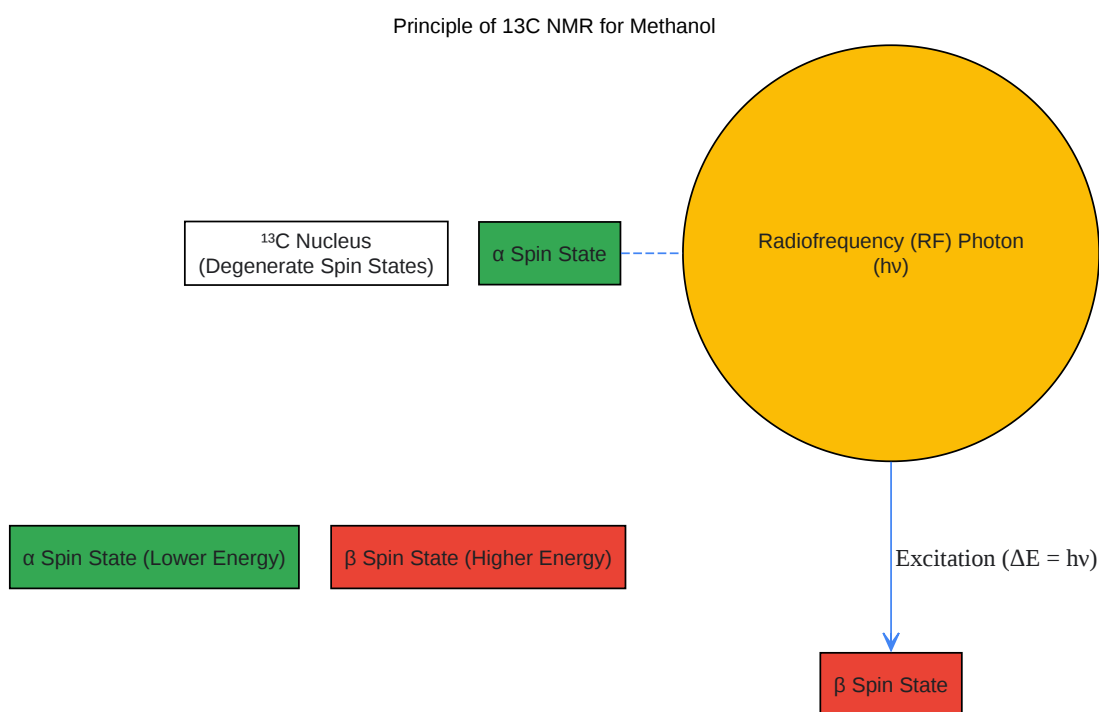 Principle of 13C NMR for Methanol
¹³C Nucleus
(Degenerate Spin States)
α Spin State
Radiofrequency (RF) Photon
(hν)
α Spin State (Lower Energy)
β Spin State (Higher Energy)
Excitation (ΔE = hν)
β Spin State